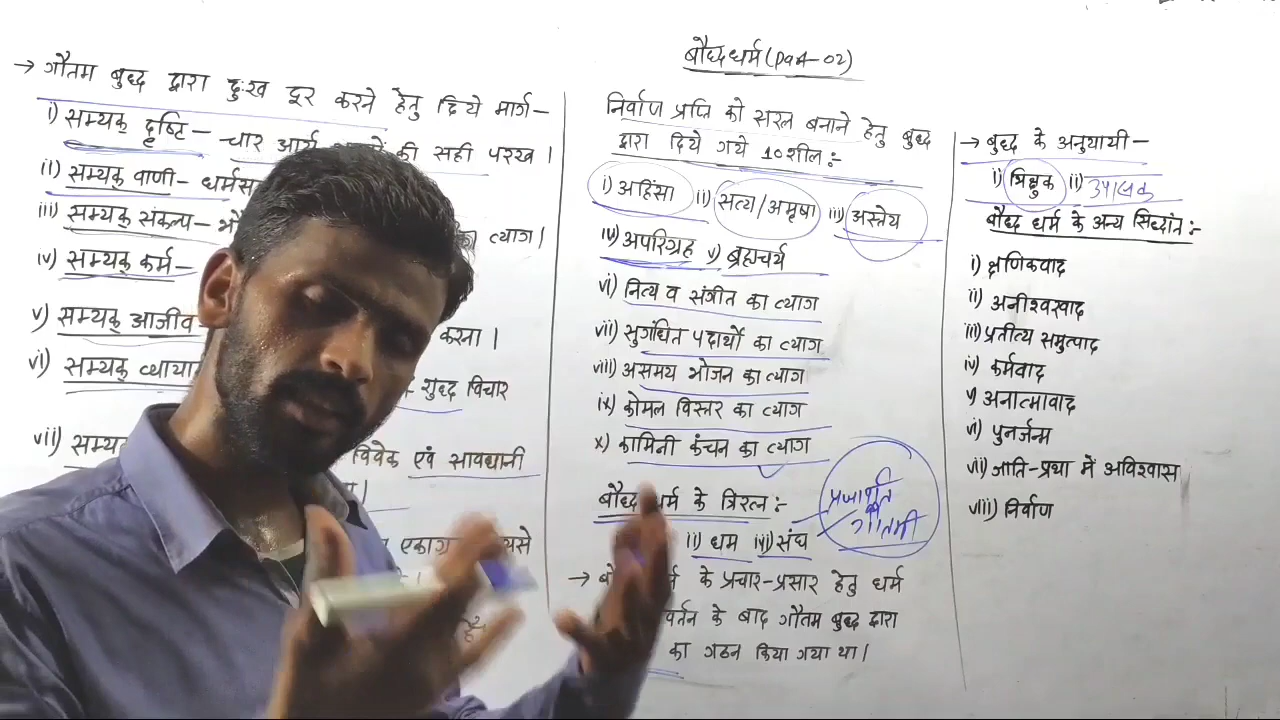 बौद्धधर्म (Part-02)
→ गौतम बुद्ध द्वारा दुःख दूर करने हेतु दिये मार्ग-
i) सम्यक् दृष्टि - चार आर्य की सही परख।
ii) सम्यक् वाणी - धर्मस
iii) सम्यक् संकल्प - भो का त्याग।
iv) सम्यक् कर्म -
v) सम्यक् आजीव करना।
vi) सम्यक् व्याया शुद्ध विचार
vii) सम्य विवेक एवं सावधानी
एकाग्र
निर्वाण प्राप्ति को सरल बनाने हेतु बुद्ध
द्वारा दिये गये 10 शील:-
i) अहिंसा ii) सत्य/अमृषा iii) अस्तेय
iv) अपरिग्रह v) ब्रह्मचर्य
vi) नित्य व संगीत का त्याग
vii) सुगंधित पदार्थो का त्याग
viii) असमय भोजन का त्याग
ix) कोमल विस्तर का त्याग
x) कामिनी कंचन का त्याग
बौद्ध धर्म के त्रिरत्न:-
ii) धम iii) संघ
प्रजापति
गौतमी
→ के प्रचार-प्रसार हेतु धर्म
वर्तन के बाद गौतम बुद्ध द्वारा
का गठन किया गया था।
→ बुद्ध के अनुयायी-
i) भिक्षुक ii) उपासक
बौद्ध धर्म के अन्य सिद्धांत:-
i) क्षणिकवाद
ii) अनीश्वरवाद
iii) प्रतीत्य समुत्पाद
iv) कर्मवाद
v) अनात्मावाद
vi) पुनर्जन्म
vii) जाति-प्रथा में अविश्वास
viii) निर्वाण